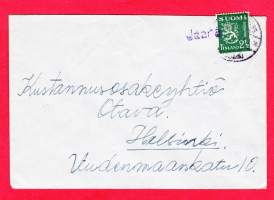 SUOMI
FINLAND
Kustannusosakeyhtiö
Otava.
Helsinki.
Uudenmaankatu 10.